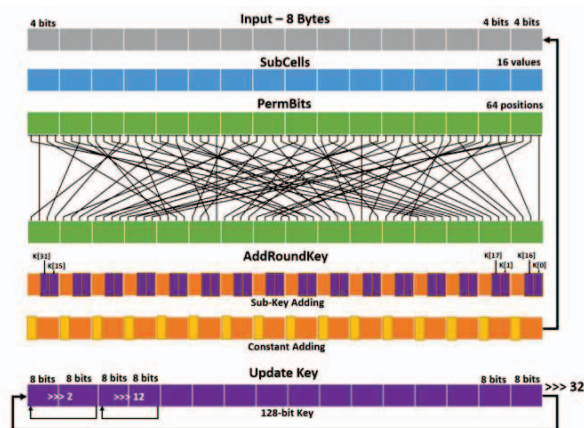 Input – 8 Bytes
4 bits 4 bits 4 bits
SubCells
16 values
PermBits
64 positions
AddRoundKey
K[31] K[17] K[16]
K[15] K[1] K[0]
Sub-Key Adding
Constant Adding
Update Key
8 bits 8 bits 8 bits 8 bits 8 bits 8 bits
>>> 2 >>> 12 >>> 32
128-bit Key